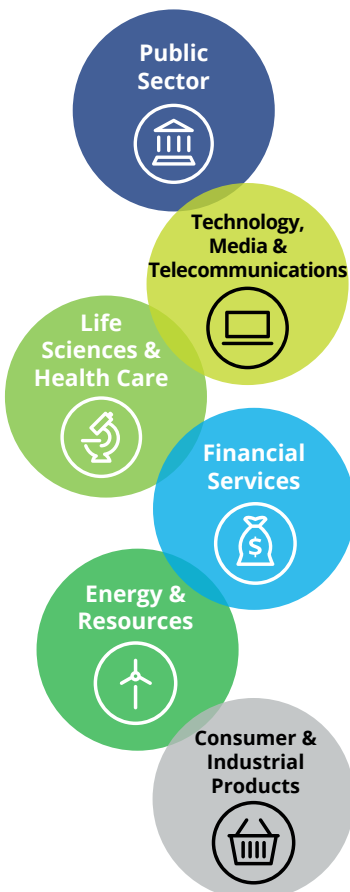 Public
Sector
Technology,
Media &
Telecommunications
Life
Sciences &
Health Care
Financial
Services
$
Energy &
Resources
Consumer &
Industrial
Products